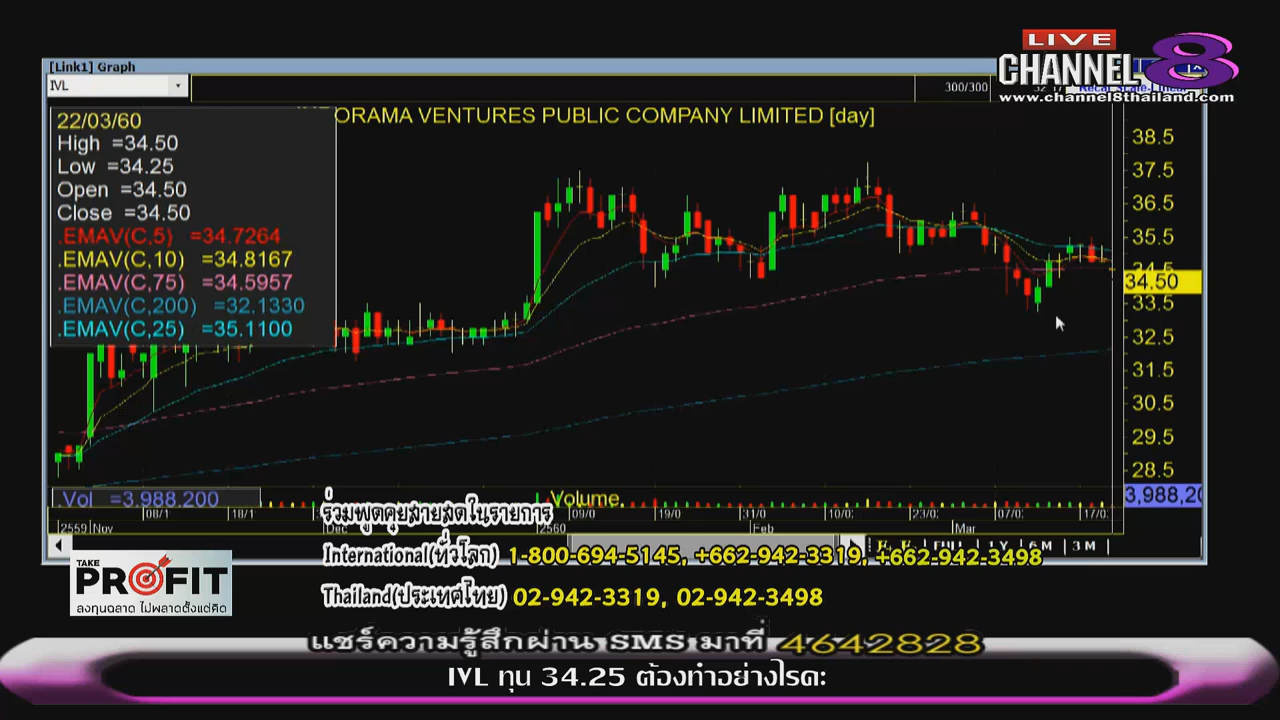 LIVE
CHANNEL 8
www.channel8thailand.com
[Link1] Graph
IVL
300/300
ORAMA VENTURES PUBLIC COMPANY LIMITED [day]
22/03/60
High =34.50
Low =34.25
Open =34.50
Close =34.50
.EMAV(C,5) =34.7264
.EMAV(C,10) =34.8167
.EMAV(C,75) =34.5957
.EMAV(C,200) =32.1330
.EMAV(C,25) =35.1100
38.5
37.5
36.5
35.5
34.5
34.50
33.5
32.5
31.5
30.5
29.5
28.5
.Vol =3,988,200
Volume
3,988,20
08/1 18/1 09/0 19/0 31/0 10/0 23/0 07/0 17/0
2559 Nov Dec 2560 Feb Mar
1 Y 6 M 3 M
ร่วมพูดคุยสายสดในรายการ
International(ทั่วโลก) 1-800-694-5145, +662-942-3319, +662-942-3498
Thailand(ประเทศไทย) 02-942-3319, 02-942-3498
TAKE
PROFIT
ลงทุนฉลาด ไม่พลาดตั้งแต่คิด
แชร์ความรู้สึกผ่าน SMS มาที่ 4642828
IVL ทุน 34.25 ต้องทำอย่างไรคะ